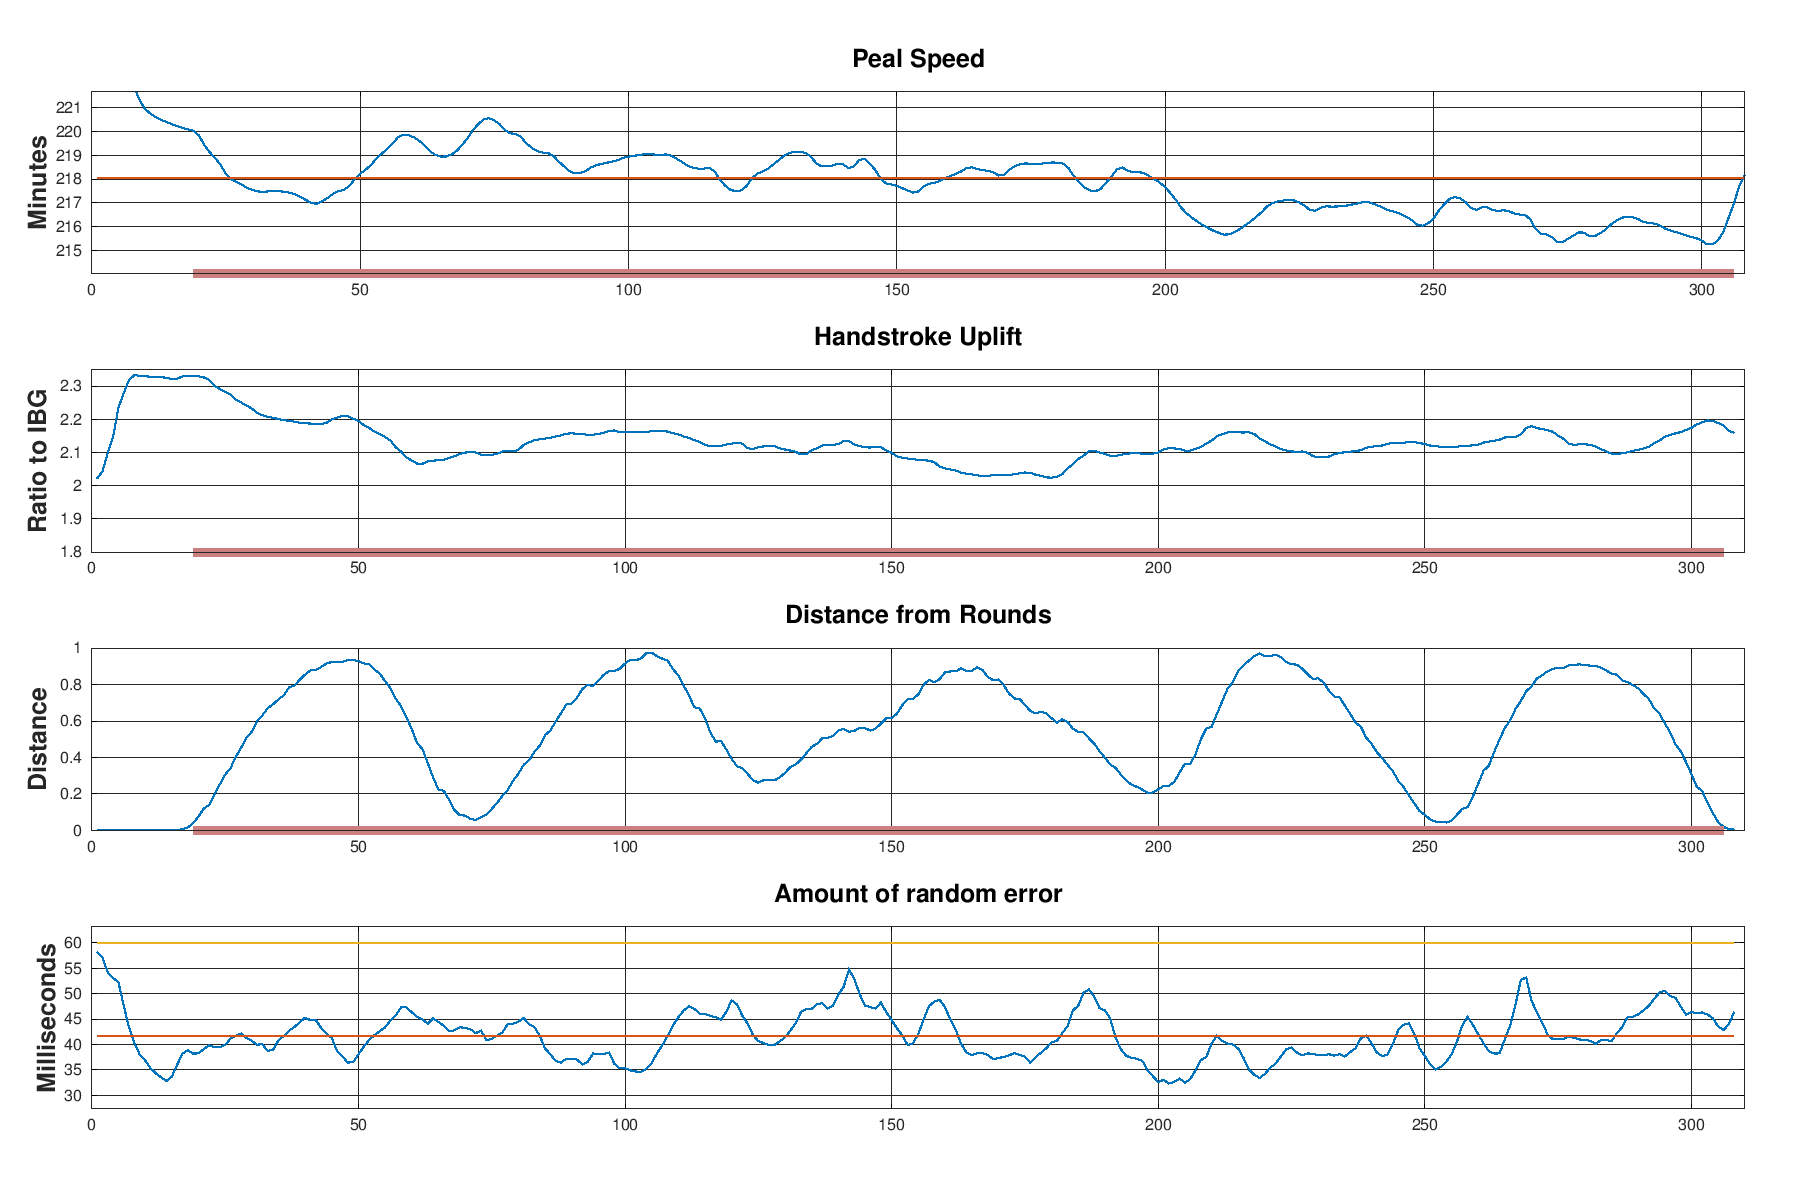 Peal Speed
Minutes
221
220
219
218
217
216
215
0 50 100 150 200 250 300
Handstroke Uplift
Ratio to IBG
2.3
2.2
2.1
2
1.9
1.8
0 50 100 150 200 250 300
Distance from Rounds
Distance
1
0.8
0.6
0.4
0.2
0
0 50 100 150 200 250 300
Amount of random error
Milliseconds
60
55
50
45
40
35
30
0 50 100 150 200 250 300